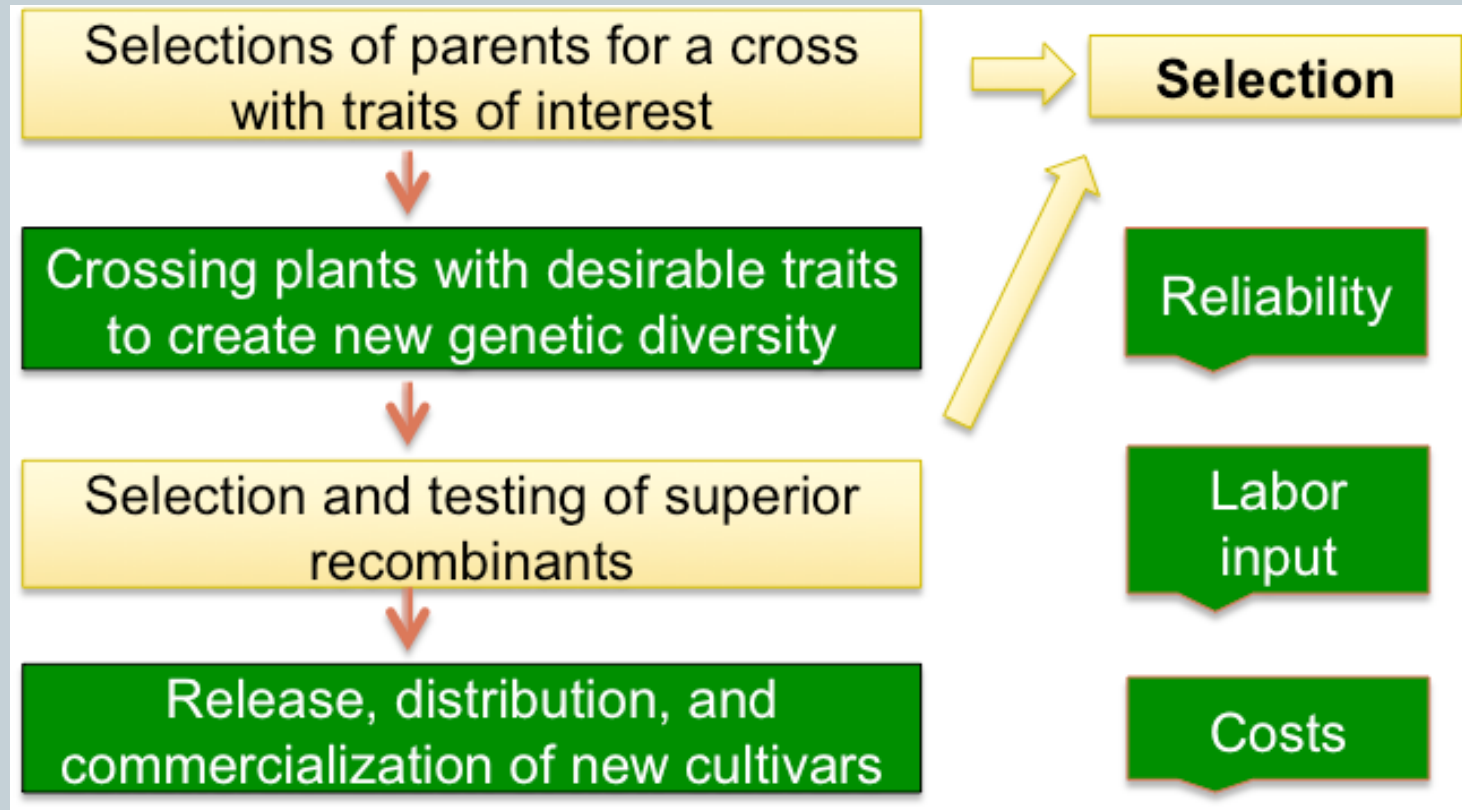 Selections of parents for a cross
with traits of interest
Selection
Crossing plants with desirable traits
to create new genetic diversity
Reliability
Selection and testing of superior
recombinants
Labor
input
Release, distribution, and
commercialization of new cultivars
Costs